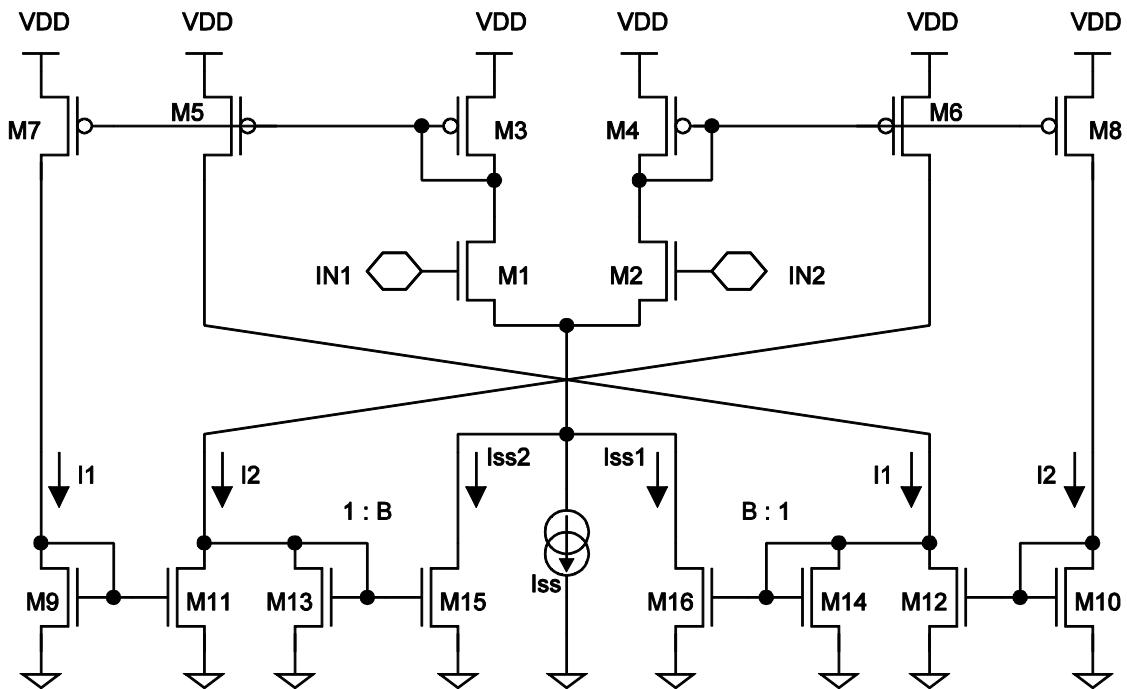 VDD VDD VDD VDD VDD VDD
M7 M5 M3 M4 M6 M8
IN1 M1 M2 IN2
I1 I2 Iss2 Iss1 I1 I2
1 : B B : 1
Iss
M9 M11 M13 M15 M16 M14 M12 M10